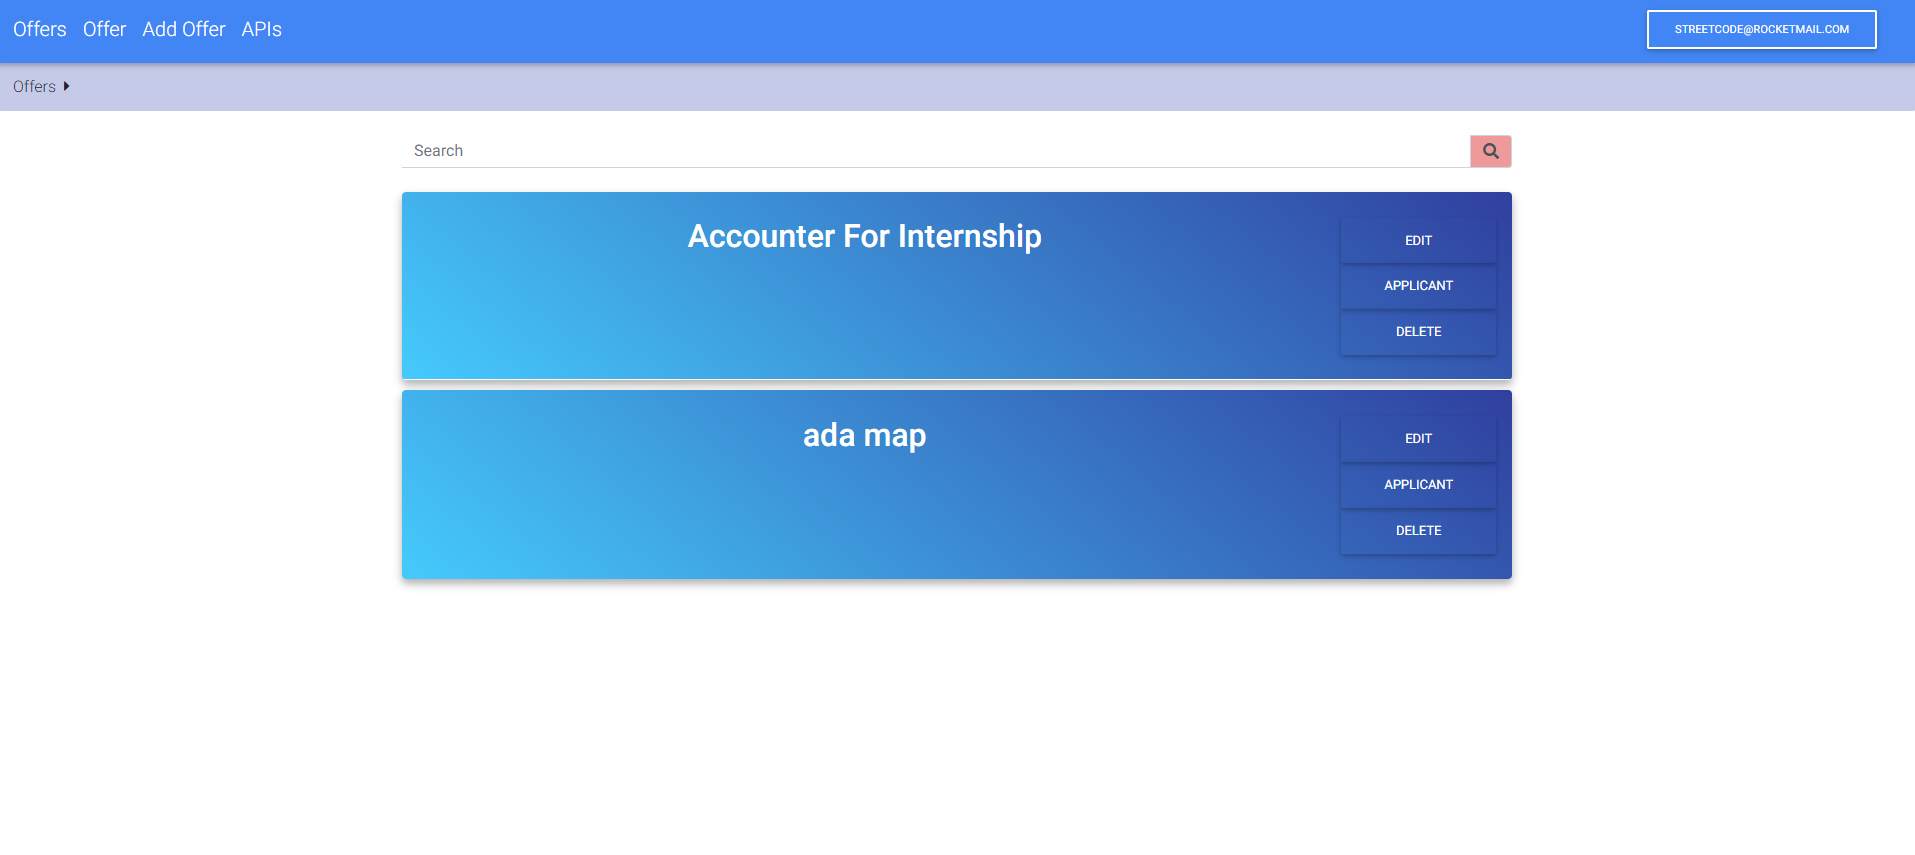 Offers Offer Add Offer APIs STREETCODE@ROCKETMAIL.COM
Offers
Search
Accounter For Internship
EDIT
APPLICANT
DELETE
ada map
EDIT
APPLICANT
DELETE